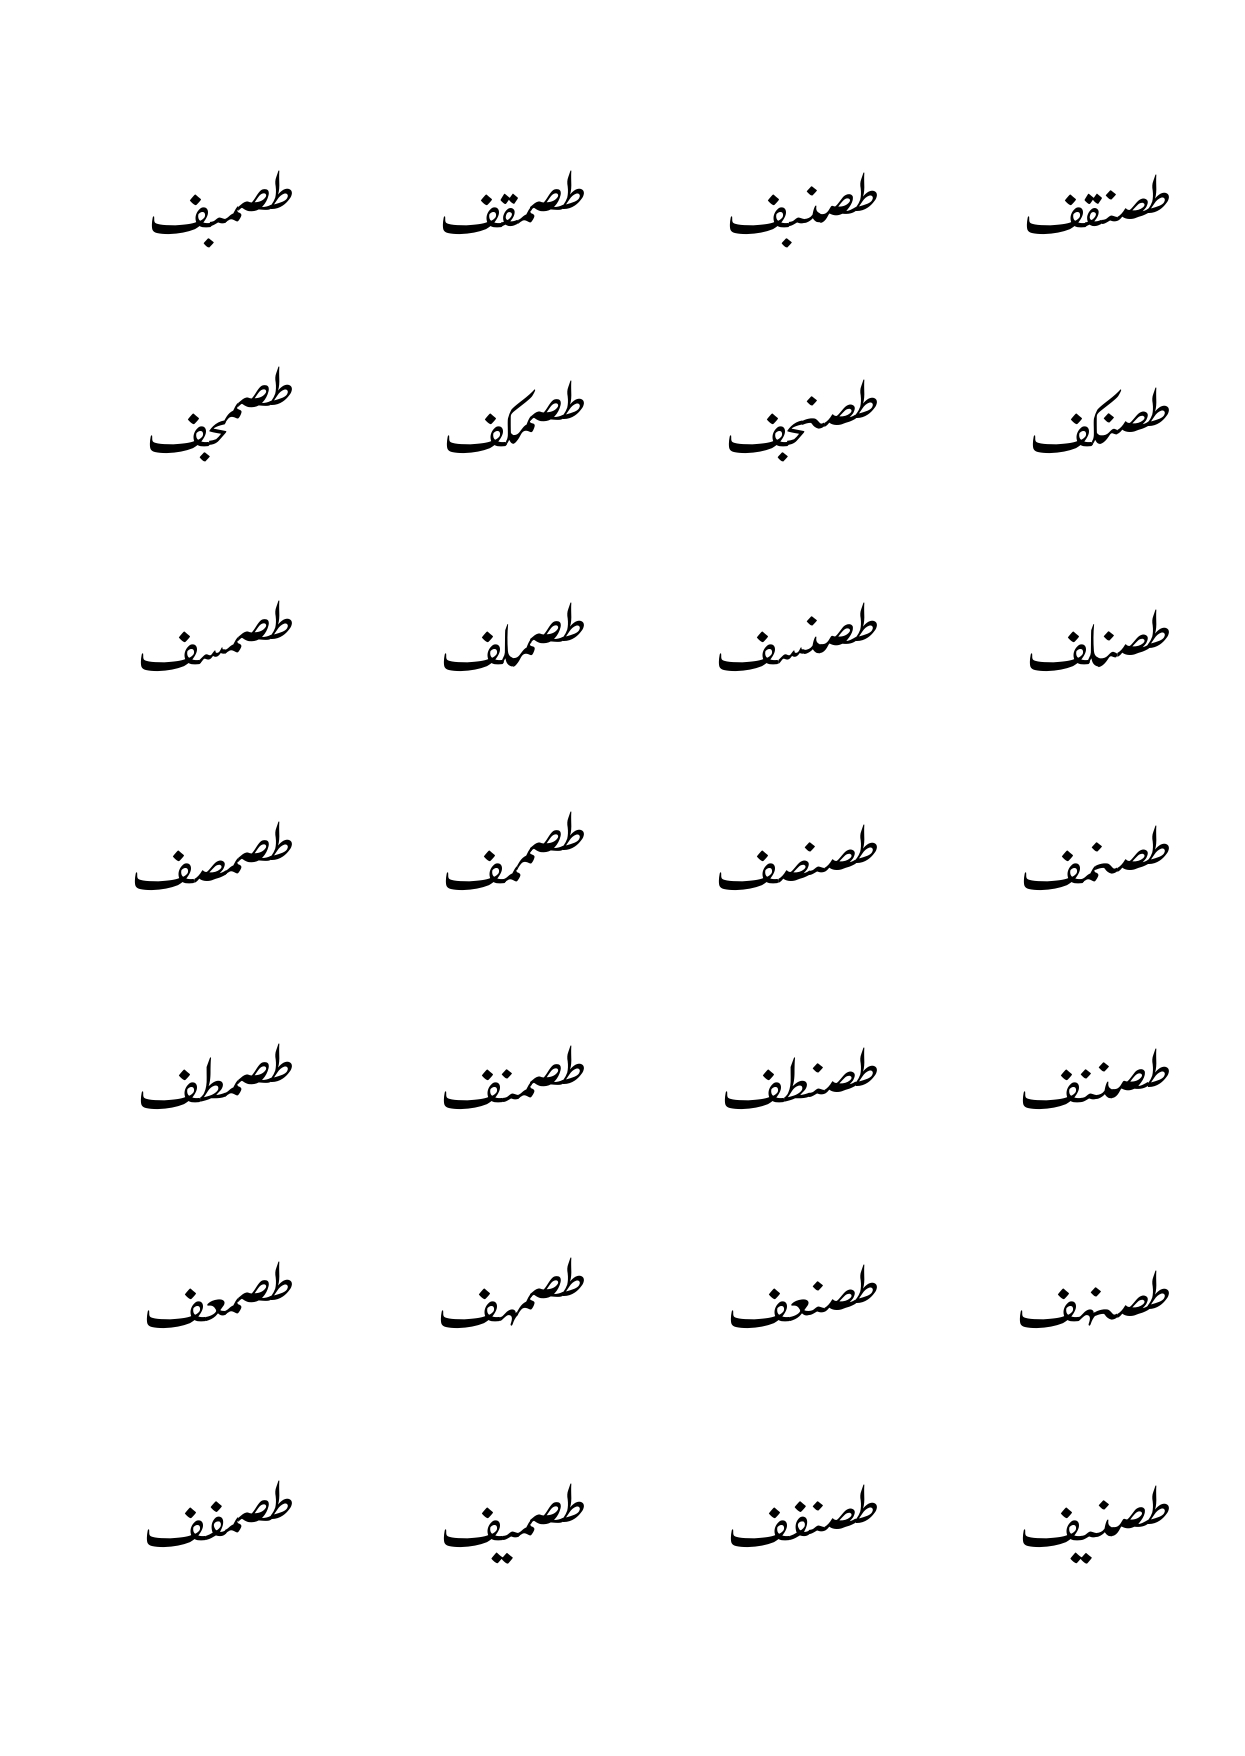 طصنقف طصنبف طصمقف طصمبف
طصنكف طصنجف طصمكف طصمجف
طصنلف طصنسف طصملف طصمسف
طصنمف طصنصف طصممف طصمصف
طصننف طصنطف طصمنف طصمطف
طصنهف طصنعف طصمهف طصمعف
طصنيف طصنفف طصميف طصمفف